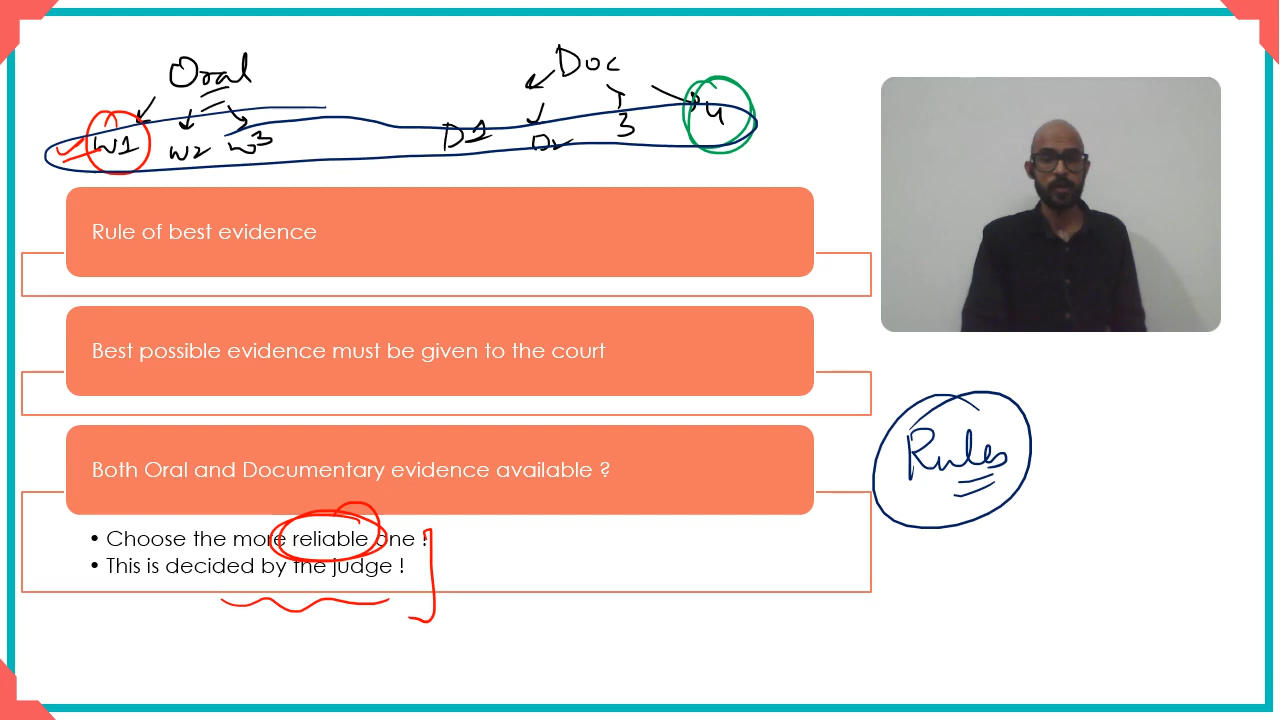 Oral
Doc
W1 W2 W3
D1 D2 3 4
Rule of best evidence
Best possible evidence must be given to the court
Both Oral and Documentary evidence available ?
• Choose the more reliable one !
• This is decided by the judge !
Rules